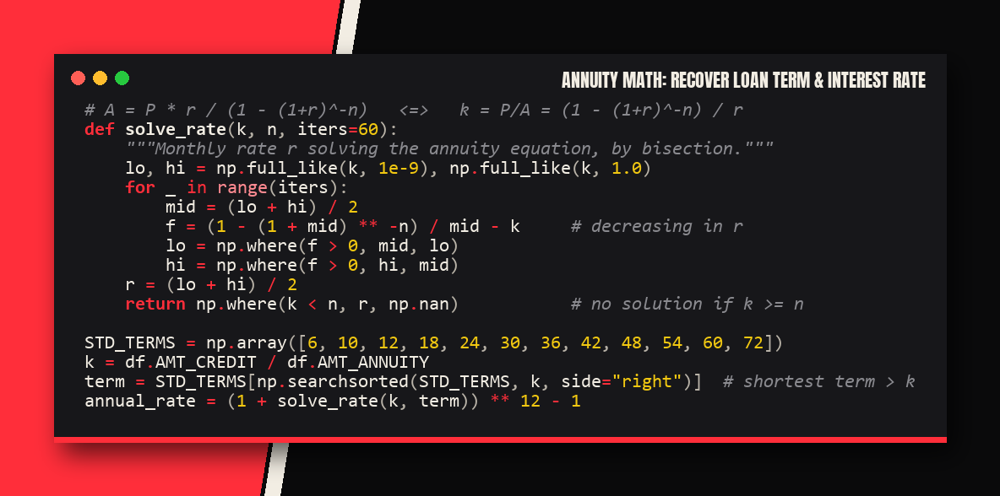 ANNUITY MATH: RECOVER LOAN TERM & INTEREST RATE
# A = P * r / (1 - (1+r)^-n)   <=>   k = P/A = (1 - (1+r)^-n) / r
def solve_rate(k, n, iters=60):
    """Monthly rate r solving the annuity equation, by bisection."""
    lo, hi = np.full_like(k, 1e-9), np.full_like(k, 1.0)
    for _ in range(iters):
        mid = (lo + hi) / 2
        f = (1 - (1 + mid) ** -n) / mid - k     # decreasing in r
        lo = np.where(f > 0, mid, lo)
        hi = np.where(f > 0, hi, mid)
    r = (lo + hi) / 2
    return np.where(k < n, r, np.nan)           # no solution if k >= n

STD_TERMS = np.array([6, 10, 12, 18, 24, 30, 36, 42, 48, 54, 60, 72])
k = df.AMT_CREDIT / df.AMT_ANNUITY
term = STD_TERMS[np.searchsorted(STD_TERMS, k, side="right")]  # shortest term > k
annual_rate = (1 + solve_rate(k, term)) ** 12 - 1